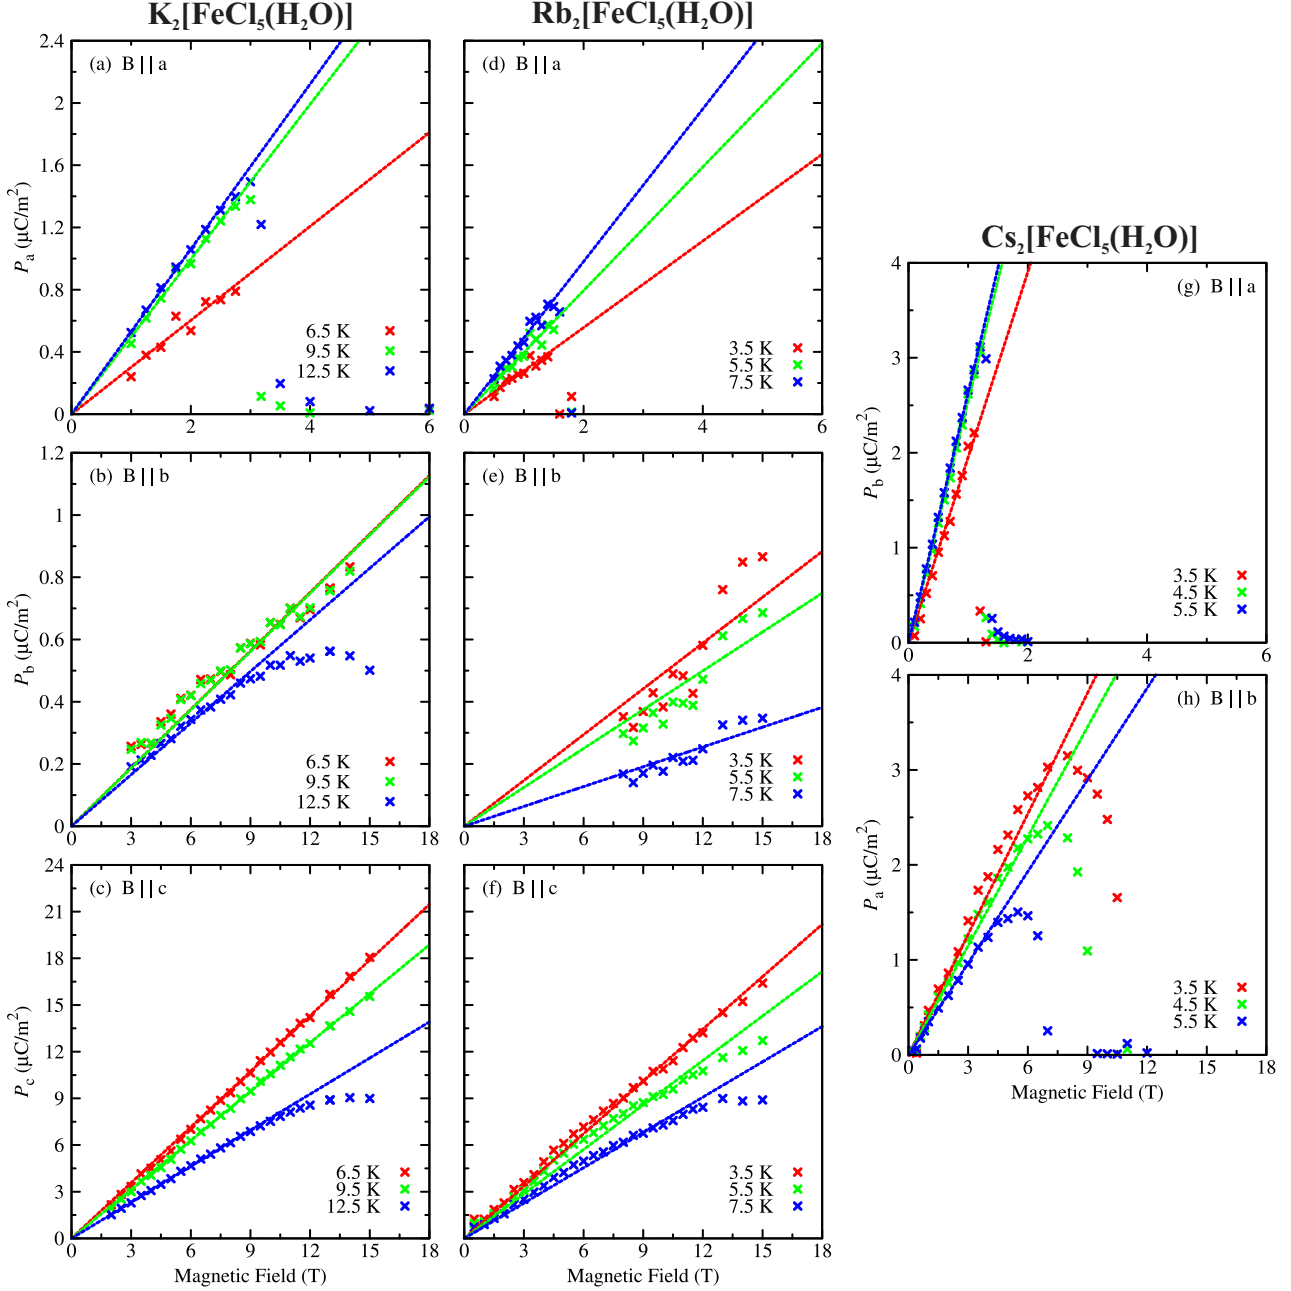 K₂[FeCl₅(H₂O)]
Rb₂[FeCl₅(H₂O)]
Cs₂[FeCl₅(H₂O)]
(a) B || a
2.4
2
1.6
1.2
0.8
0.4
0
Pₐ (μC/m²)
6.5 K
9.5 K
12.5 K
0 2 4 6
(d) B || a
3.5 K
5.5 K
7.5 K
0 2 4 6
(b) B || b
1.2
1
0.8
0.6
0.4
0.2
0
P_b (μC/m²)
6.5 K
9.5 K
12.5 K
0 3 6 9 12 15 18
(e) B || b
3.5 K
5.5 K
7.5 K
0 3 6 9 12 15 18
(c) B || c
24
21
18
15
12
9
6
3
0
P_c (μC/m²)
6.5 K
9.5 K
12.5 K
0 3 6 9 12 15 18
Magnetic Field (T)
(f) B || c
3.5 K
5.5 K
7.5 K
0 3 6 9 12 15 18
Magnetic Field (T)
(g) B || a
4
3
2
1
0
P_b (μC/m²)
3.5 K
4.5 K
5.5 K
0 2 4 6
(h) B || b
4
3
2
1
0
Pₐ (μC/m²)
3.5 K
4.5 K
5.5 K
0 3 6 9 12 15 18
Magnetic Field (T)